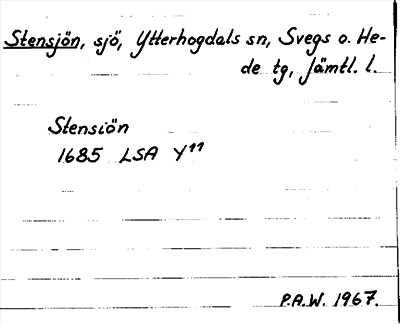 Stensjön, sjö, Ytterhogdals sn, Svegs o. He-
de tg, Jämtl. l.
Stensiön
1685 LSA Y¹¹
P.A.W. 1967.